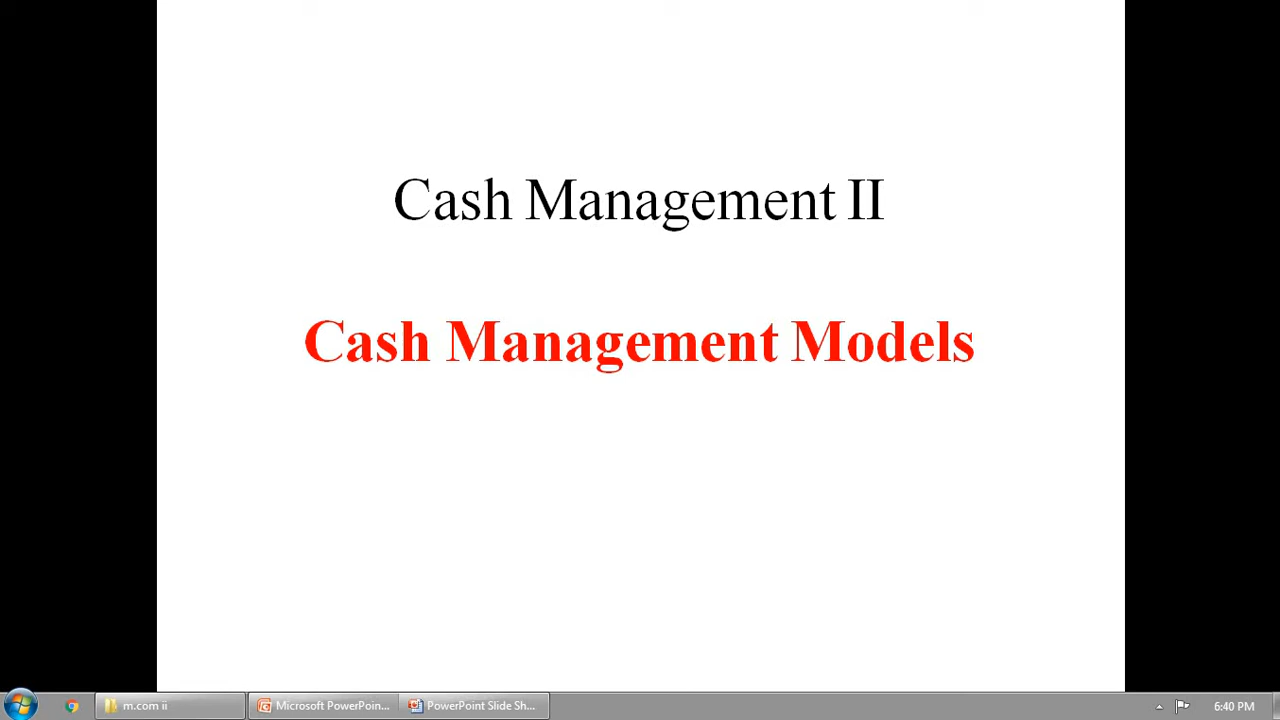 Cash Management II
Cash Management Models
m.com ii
Microsoft PowerPoin...
PowerPoint Slide Sh...
6:40 PM